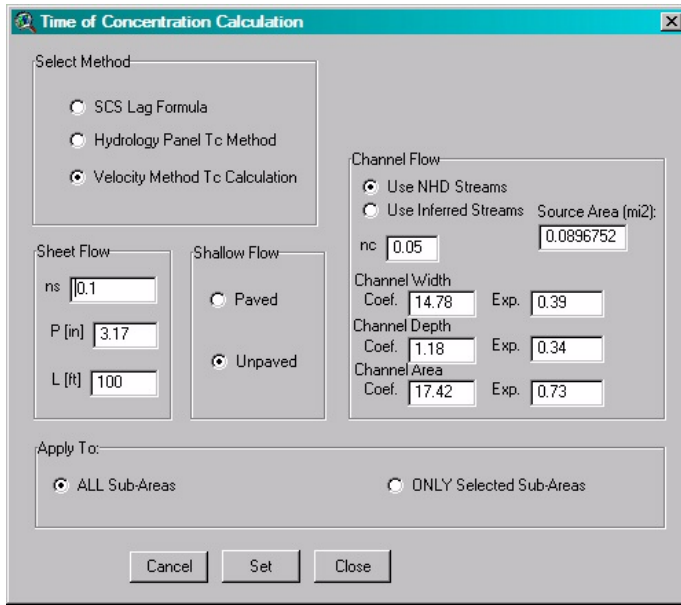 Time of Concentration Calculation
Select Method
SCS Lag Formula
Hydrology Panel Tc Method
Velocity Method Tc Calculation
Sheet Flow
ns 0.1
P [in] 3.17
L [ft] 100
Shallow Flow
Paved
Unpaved
Channel Flow
Use NHD Streams
Use Inferred Streams Source Area (mi2):
nc 0.05 0.0896752
Channel Width
Coef. 14.78 Exp. 0.39
Channel Depth
Coef. 1.18 Exp. 0.34
Channel Area
Coef. 17.42 Exp. 0.73
Apply To:
ALL Sub-Areas ONLY Selected Sub-Areas
Cancel Set Close